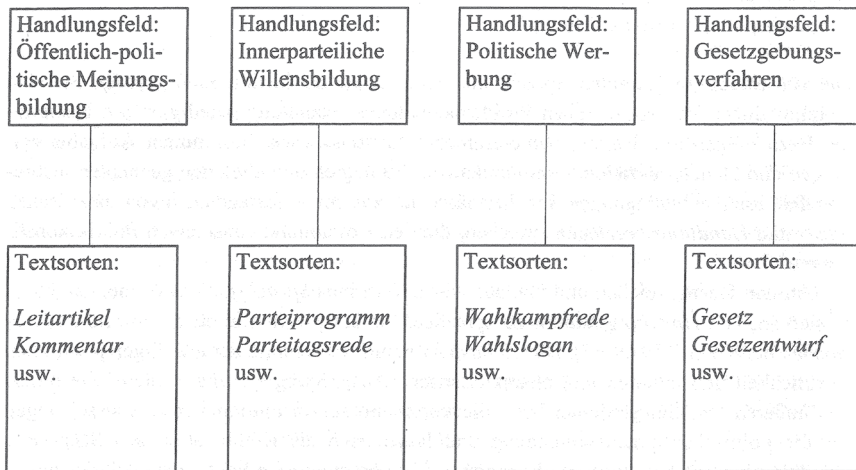 Handlungsfeld:
Öffentlich-poli-
tische Meinungs-
bildung
Handlungsfeld:
Innerparteiliche
Willensbildung
Handlungsfeld:
Politische Wer-
bung
Handlungsfeld:
Gesetzgebungs-
verfahren
Textsorten:
Leitartikel
Kommentar
usw.
Textsorten:
Parteiprogramm
Parteitagsrede
usw.
Textsorten:
Wahlkampfrede
Wahlslogan
usw.
Textsorten:
Gesetz
Gesetzentwurf
usw.